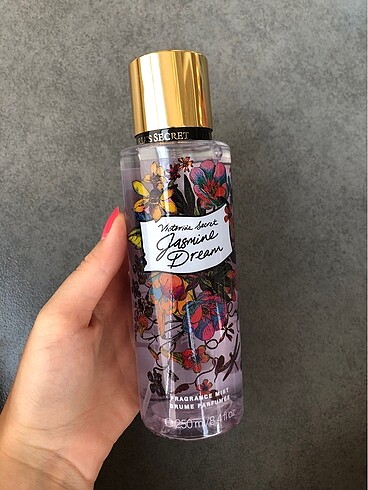 SECRET
Victoria's Secret
Jasmine
Dream
FRAGRANCE MIST
BRUME PARFUMÉE
250 ml/8.4 fl oz